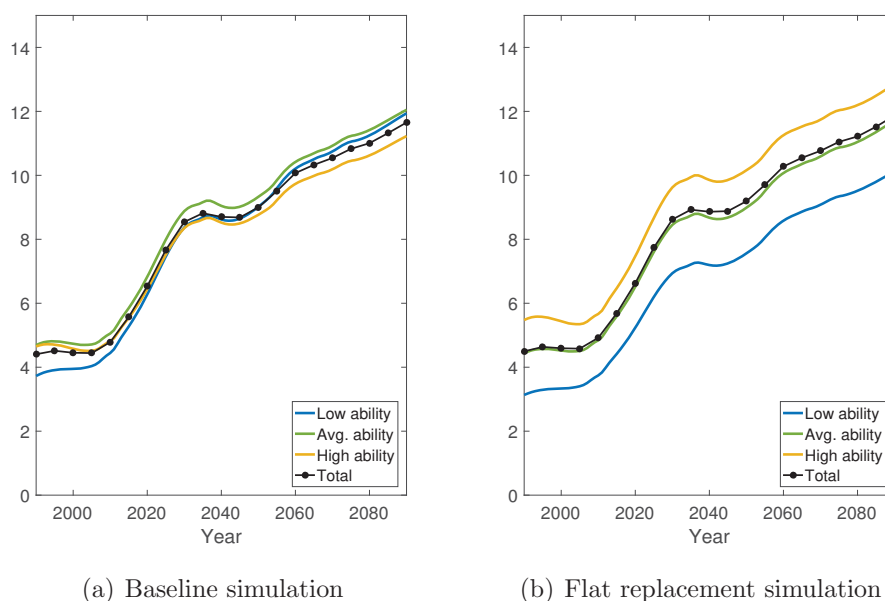 14
12
10
8
6
4
2
0
Low ability
Avg. ability
High ability
Total
2000 2020 2040 2060 2080
Year
(a) Baseline simulation
14
12
10
8
6
4
2
0
Low ability
Avg. ability
High ability
Total
2000 2020 2040 2060 2080
Year
(b) Flat replacement simulation